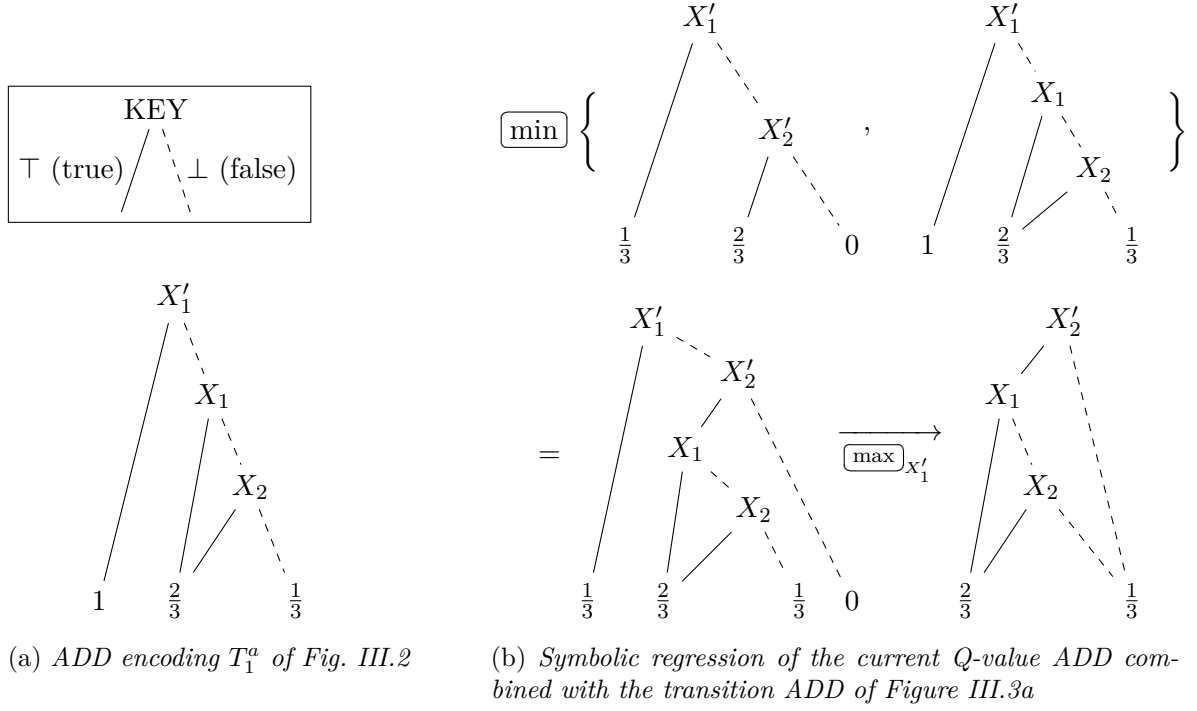 KEY
⊤ (true) ⊥ (false)
X′₁
X₁
X₂
1 2/3 1/3
(a) ADD encoding T₁ᵃ of Fig. III.2
min { X′₁ X′₂ 1/3 2/3 0 , X′₁ X₁ X₂ 1 2/3 1/3 }
= X′₁ X′₂ X₁ X₂ 1/3 2/3 1/3 0
max X′₁
X′₂ X₁ X₂ 2/3 1/3
(b) Symbolic regression of the current Q-value ADD com-
bined with the transition ADD of Figure III.3a